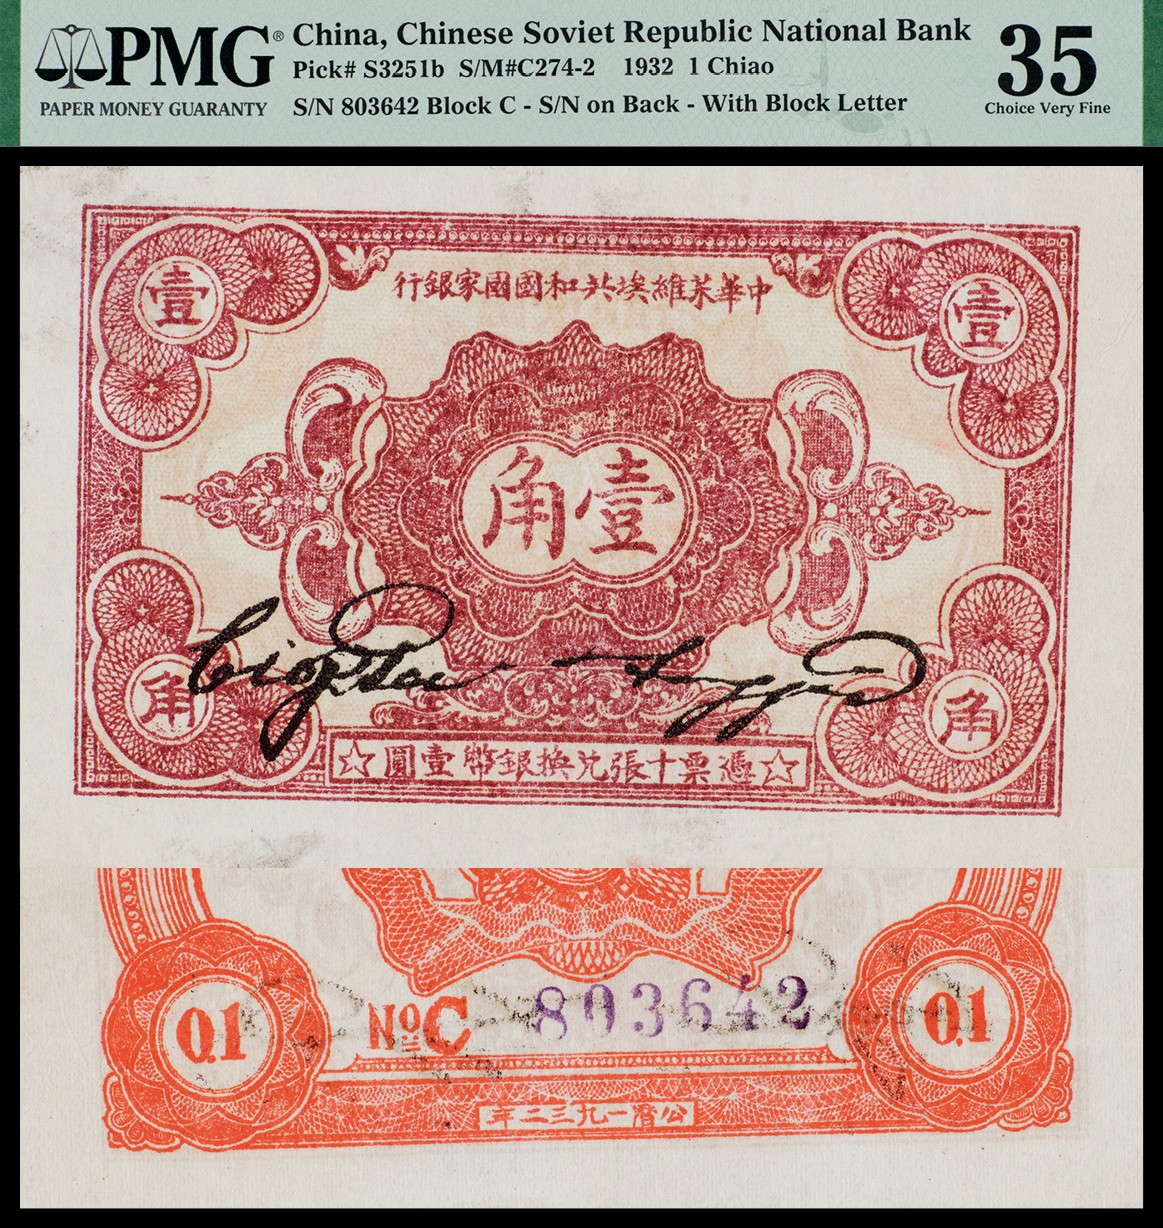 PMG®
PAPER MONEY GUARANTY
China, Chinese Soviet Republic National Bank
Pick# S3251b S/M#C274-2 1932 1 Chiao
S/N 803642 Block C - S/N on Back - With Block Letter
35
Choice Very Fine
壹
壹
中華苏維埃共和國國家銀行
壹角
角
角
☆憑票十張兌換銀幣壹圓☆
0.1
No C 803642
0.1
公曆一九三二年